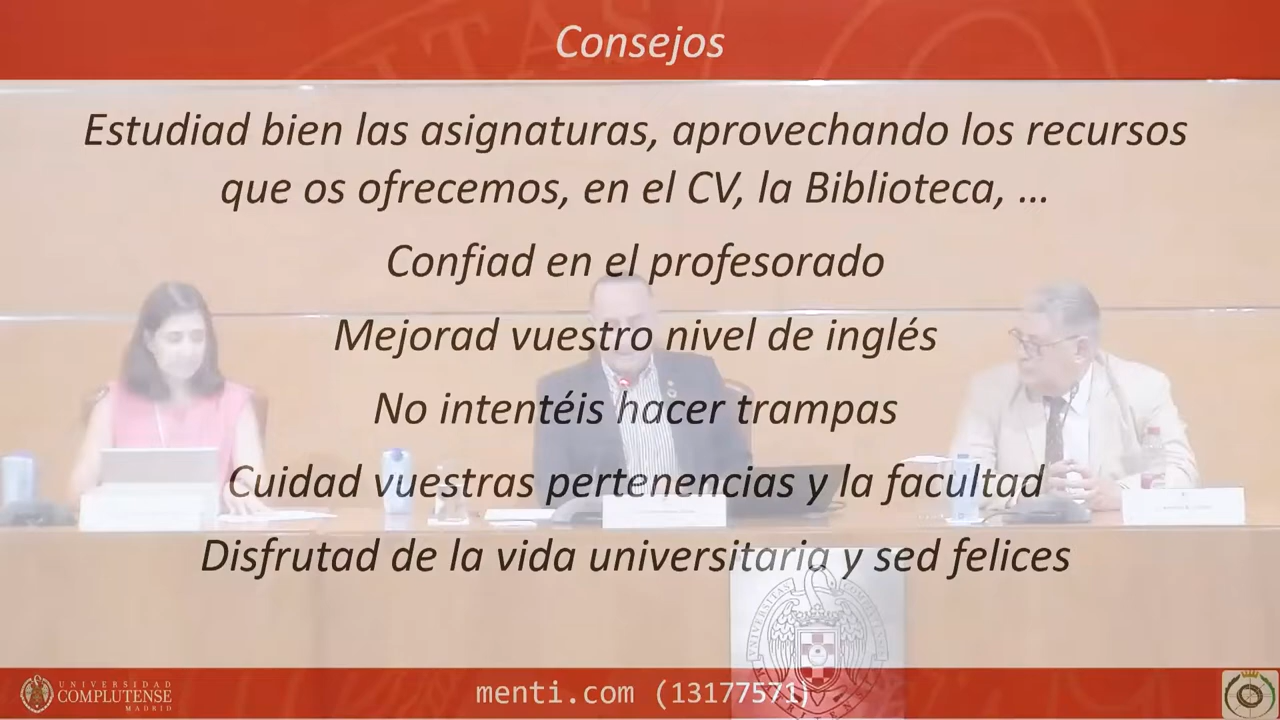 Consejos
Estudiad bien las asignaturas, aprovechando los recursos
que os ofrecemos, en el CV, la Biblioteca, ...
Confiad en el profesorado
Mejorad vuestro nivel de inglés
No intentéis hacer trampas
Cuidad vuestras pertenencias y la facultad
Disfrutad de la vida universitaria y sed felices
UNIVERSIDAD
COMPLUTENSE
MADRID
menti.com (13177571)